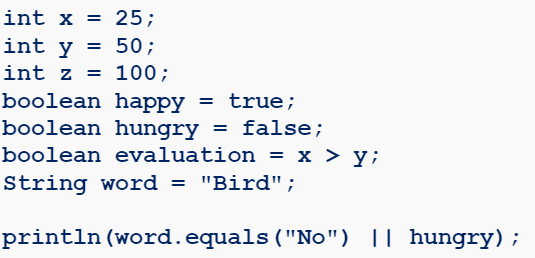 int x = 25;
int y = 50;
int z = 100;
boolean happy = true;
boolean hungry = false;
boolean evaluation = x > y;
String word = "Bird";
println(word.equals("No") || hungry);